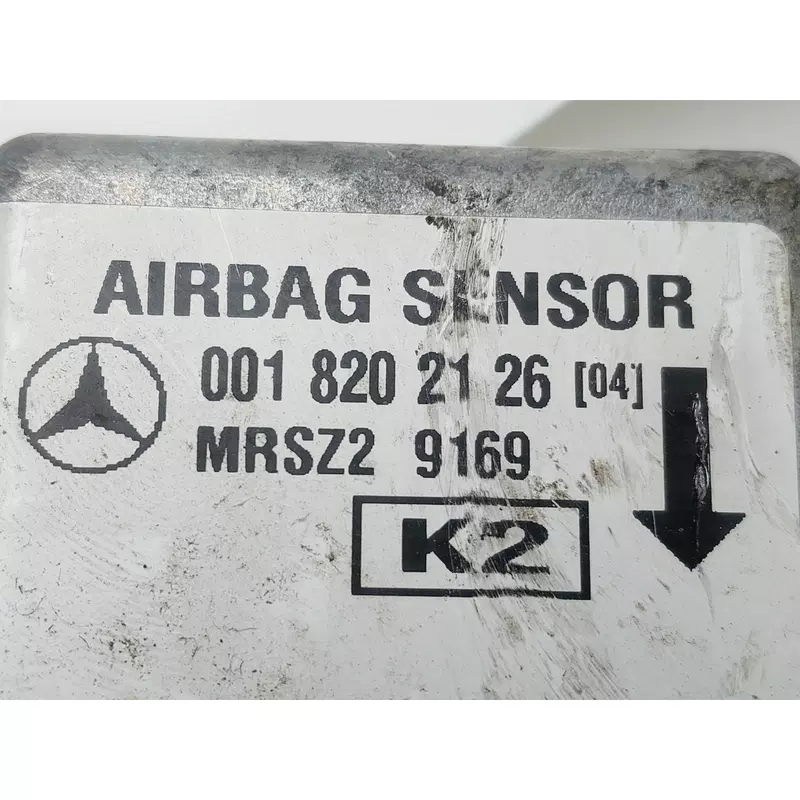 AIRBAG SENSOR
001 820 21 26 [04]
MRSZ2 9169
K2